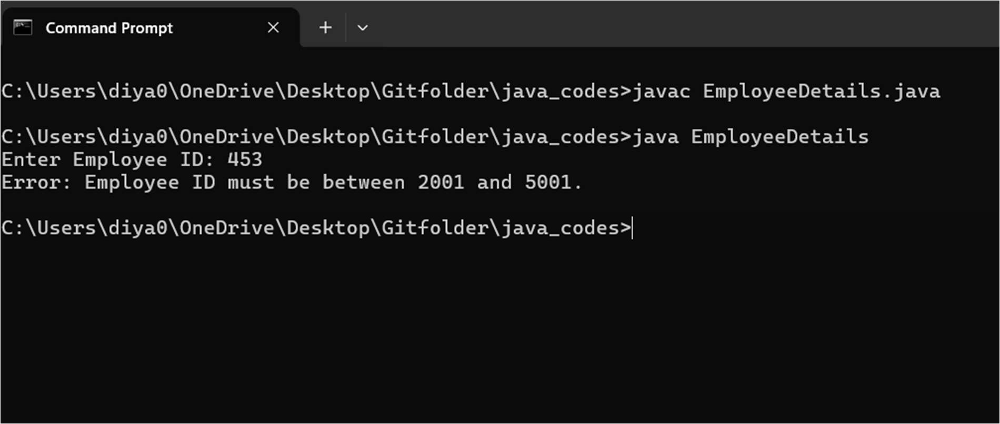 Command Prompt
C:\Users\diya0\OneDrive\Desktop\Gitfolder\java_codes>javac EmployeeDetails.java
C:\Users\diya0\OneDrive\Desktop\Gitfolder\java_codes>java EmployeeDetails
Enter Employee ID: 453
Error: Employee ID must be between 2001 and 5001.
C:\Users\diya0\OneDrive\Desktop\Gitfolder\java_codes>